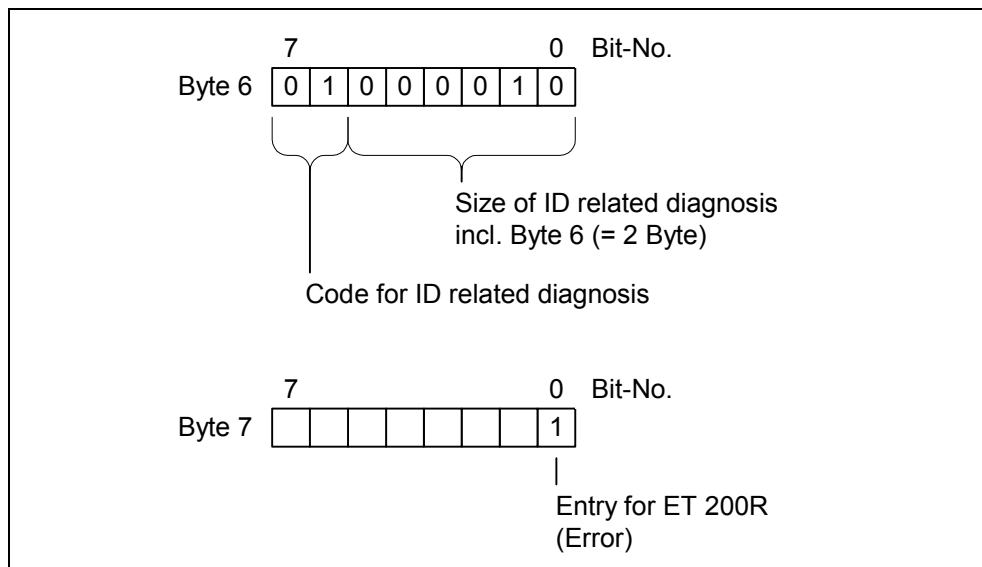 7 0 Bit-No.
Byte 6 0 1 0 0 0 0 1 0
Size of ID related diagnosis
incl. Byte 6 (= 2 Byte)
Code for ID related diagnosis
7 0 Bit-No.
Byte 7 1
Entry for ET 200R
(Error)